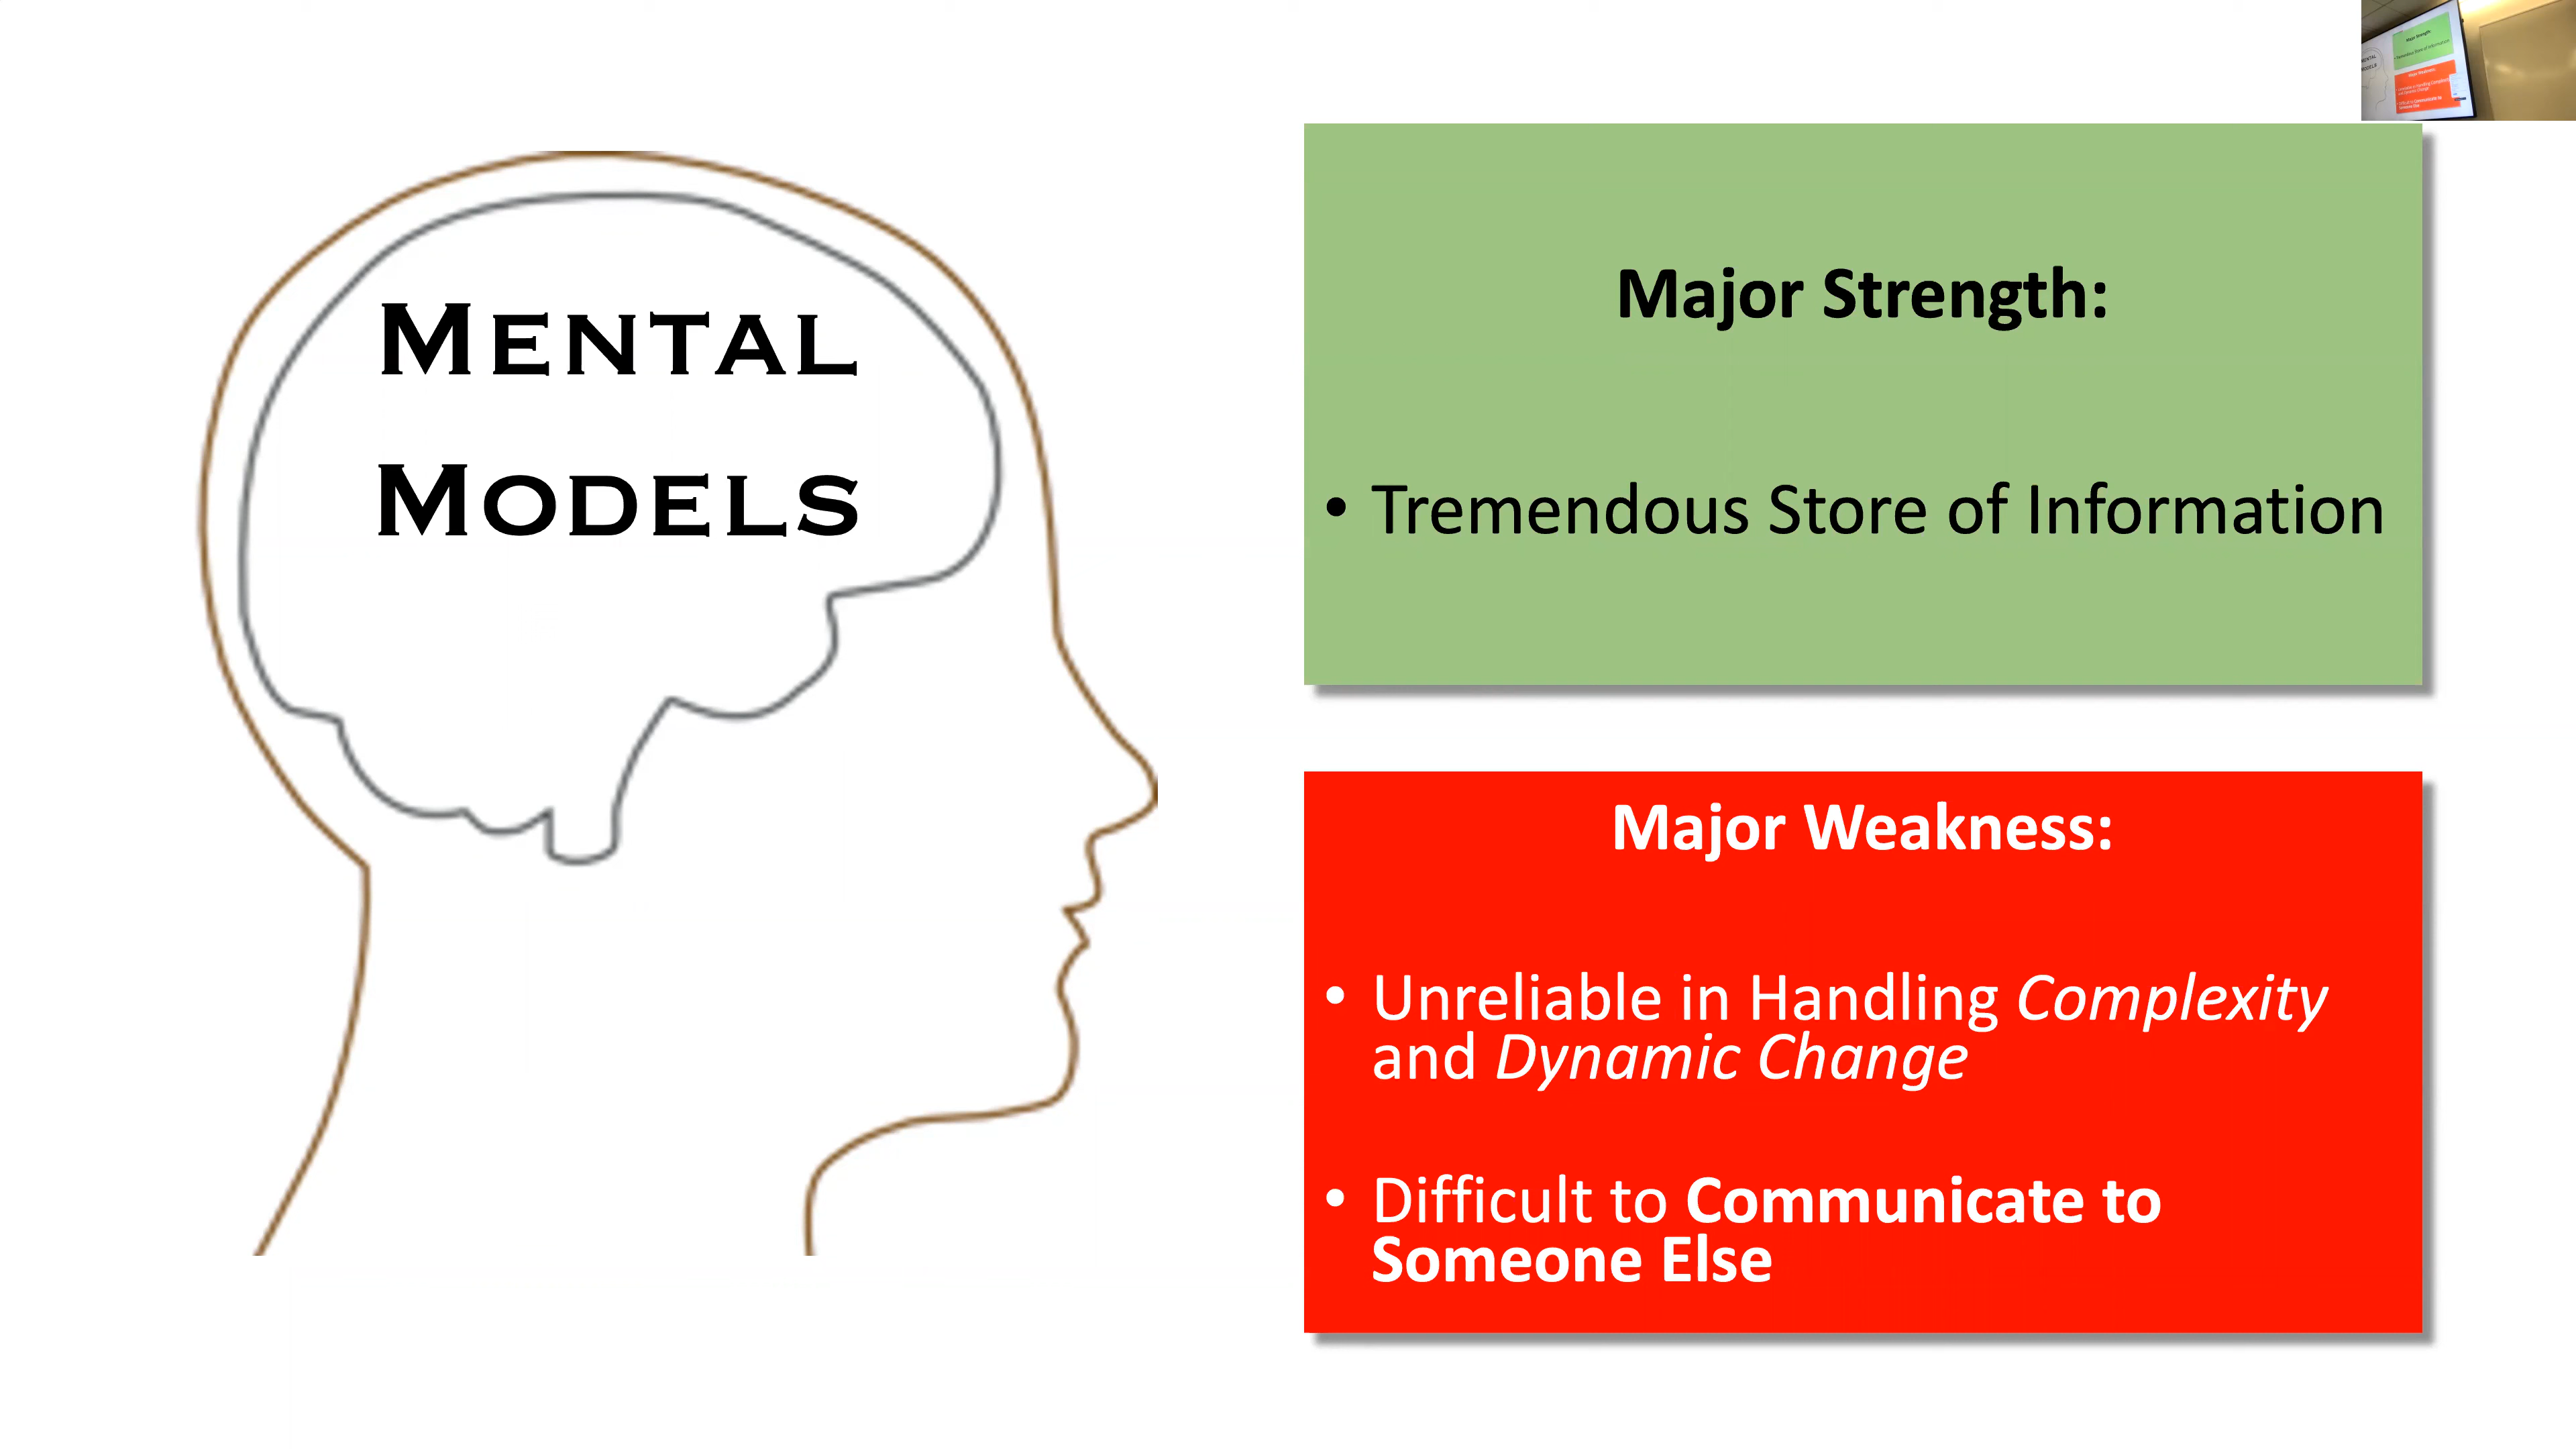 MENTAL
MODELS
Major Strength:
• Tremendous Store of Information
Major Weakness:
• Unreliable in Handling Complexity
and Dynamic Change
• Difficult to Communicate to
Someone Else